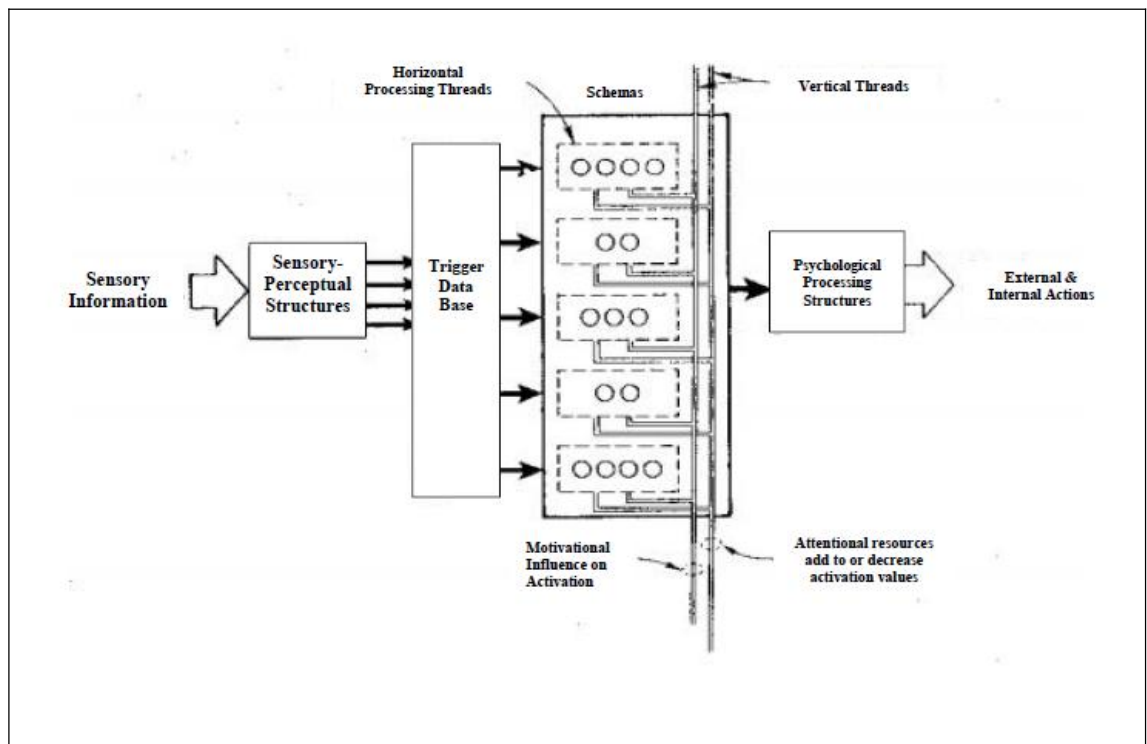 Horizontal
Processing Threads
Schemas
Vertical Threads
Sensory
Information
Sensory-
Perceptual
Structures
Trigger
Data
Base
Psychological
Processing
Structures
External &
Internal Actions
Motivational
Influence on
Activation
Attentional resources
add to or decrease
activation values